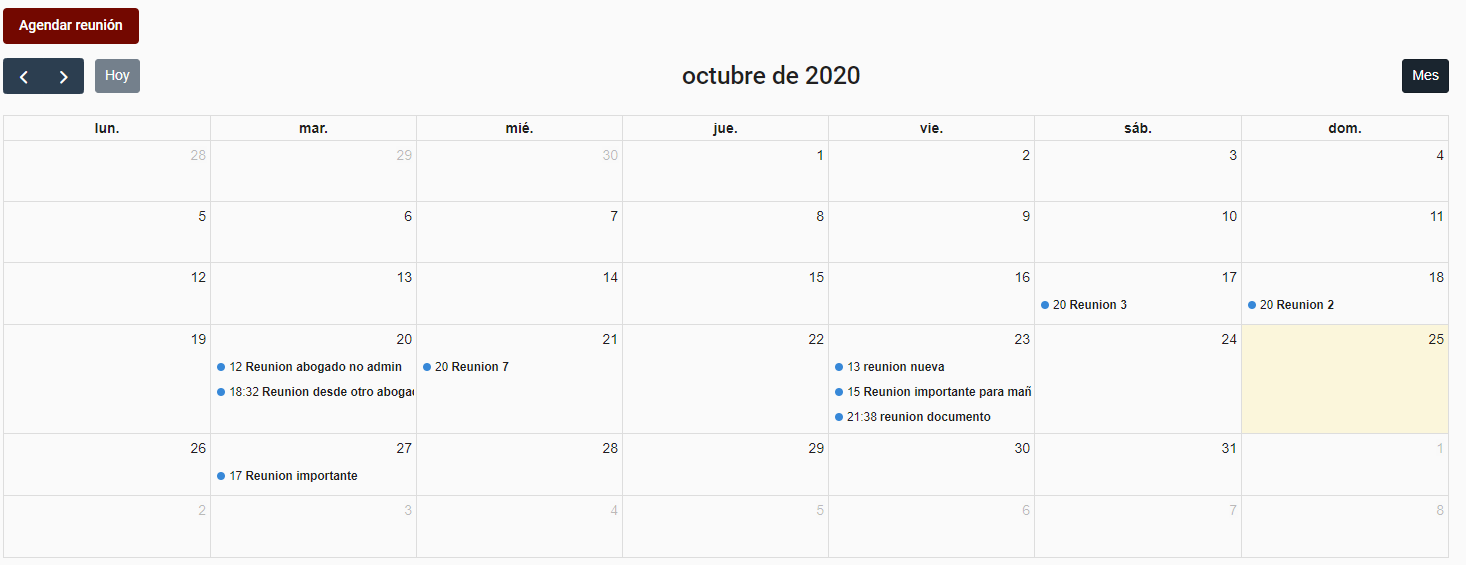 Agendar reunión
Hoy octubre de 2020 Mes
lun. mar. mié. jue. vie. sáb. dom.
28 29 30 1 2 3 4
5 6 7 8 9 10 11
12 13 14 15 16 17 18
20 Reunion 3 20 Reunion 2
19 20 21 22 23 24 25
12 Reunion abogado no admin 20 Reunion 7 13 reunion nueva
18:32 Reunion desde otro abogad 15 Reunion importante para mañ
21:38 reunion documento
26 27 28 29 30 31 1
17 Reunion importante
2 3 4 5 6 7 8